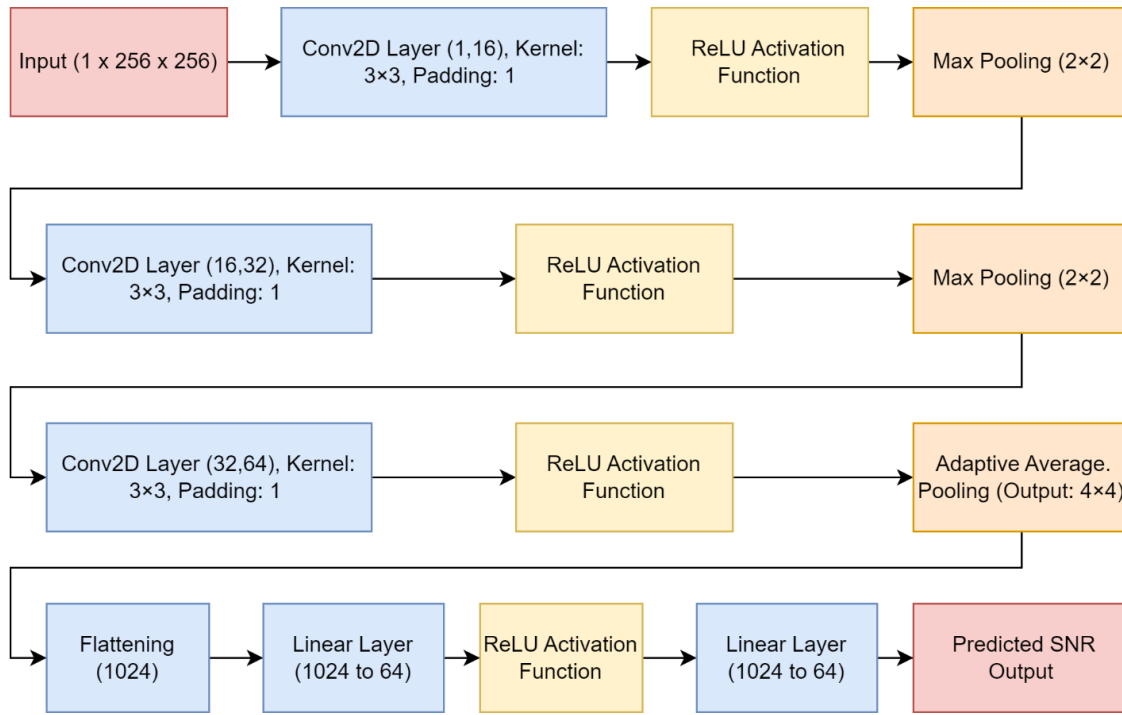 Input (1 x 256 x 256)
Conv2D Layer (1,16), Kernel:
3×3, Padding: 1
ReLU Activation
Function
Max Pooling (2×2)
Conv2D Layer (16,32), Kernel:
3×3, Padding: 1
ReLU Activation
Function
Max Pooling (2×2)
Conv2D Layer (32,64), Kernel:
3×3, Padding: 1
ReLU Activation
Function
Adaptive Average.
Pooling (Output: 4×4)
Flattening
(1024)
Linear Layer
(1024 to 64)
ReLU Activation
Function
Linear Layer
(1024 to 64)
Predicted SNR
Output